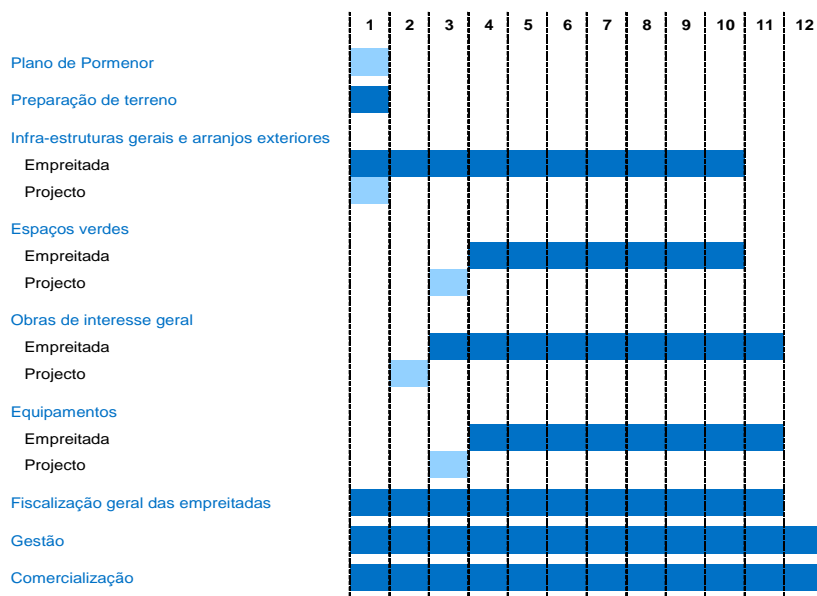 1 2 3 4 5 6 7 8 9 10 11 12
Plano de Pormenor
Preparação de terreno
Infra-estruturas gerais e arranjos exteriores
Empreitada
Projecto
Espaços verdes
Empreitada
Projecto
Obras de interesse geral
Empreitada
Projecto
Equipamentos
Empreitada
Projecto
Fiscalização geral das empreitadas
Gestão
Comercialização